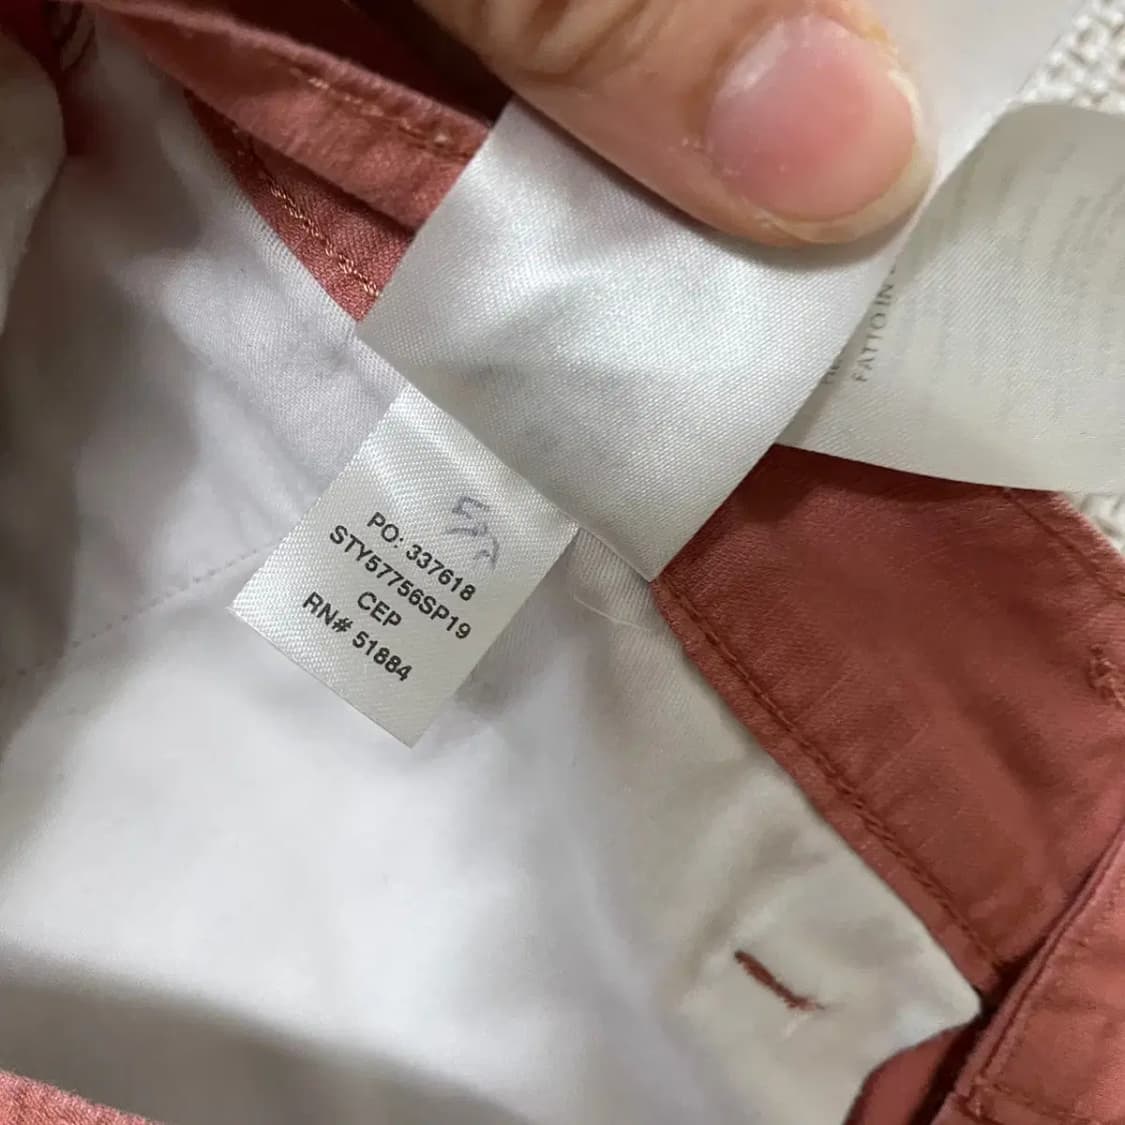 PO: 337618
STY57756SP19
CEP
RN# 51884
FATTO IN